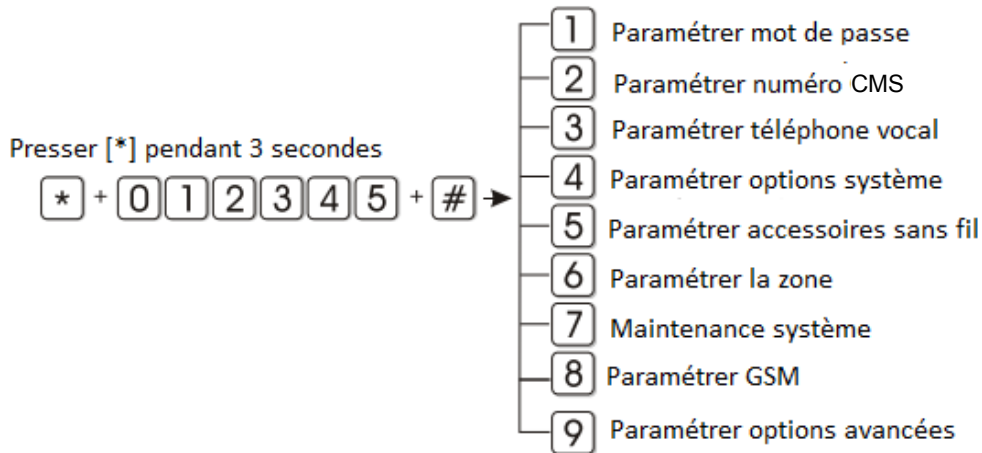 1 Paramétrer mot de passe
2 Paramétrer numéro CMS
3 Paramétrer téléphone vocal
Presser [*] pendant 3 secondes
4 Paramétrer options système
* + 0 1 2 3 4 5 + #
5 Paramétrer accessoires sans fil
6 Paramétrer la zone
7 Maintenance système
8 Paramétrer GSM
9 Paramétrer options avancées